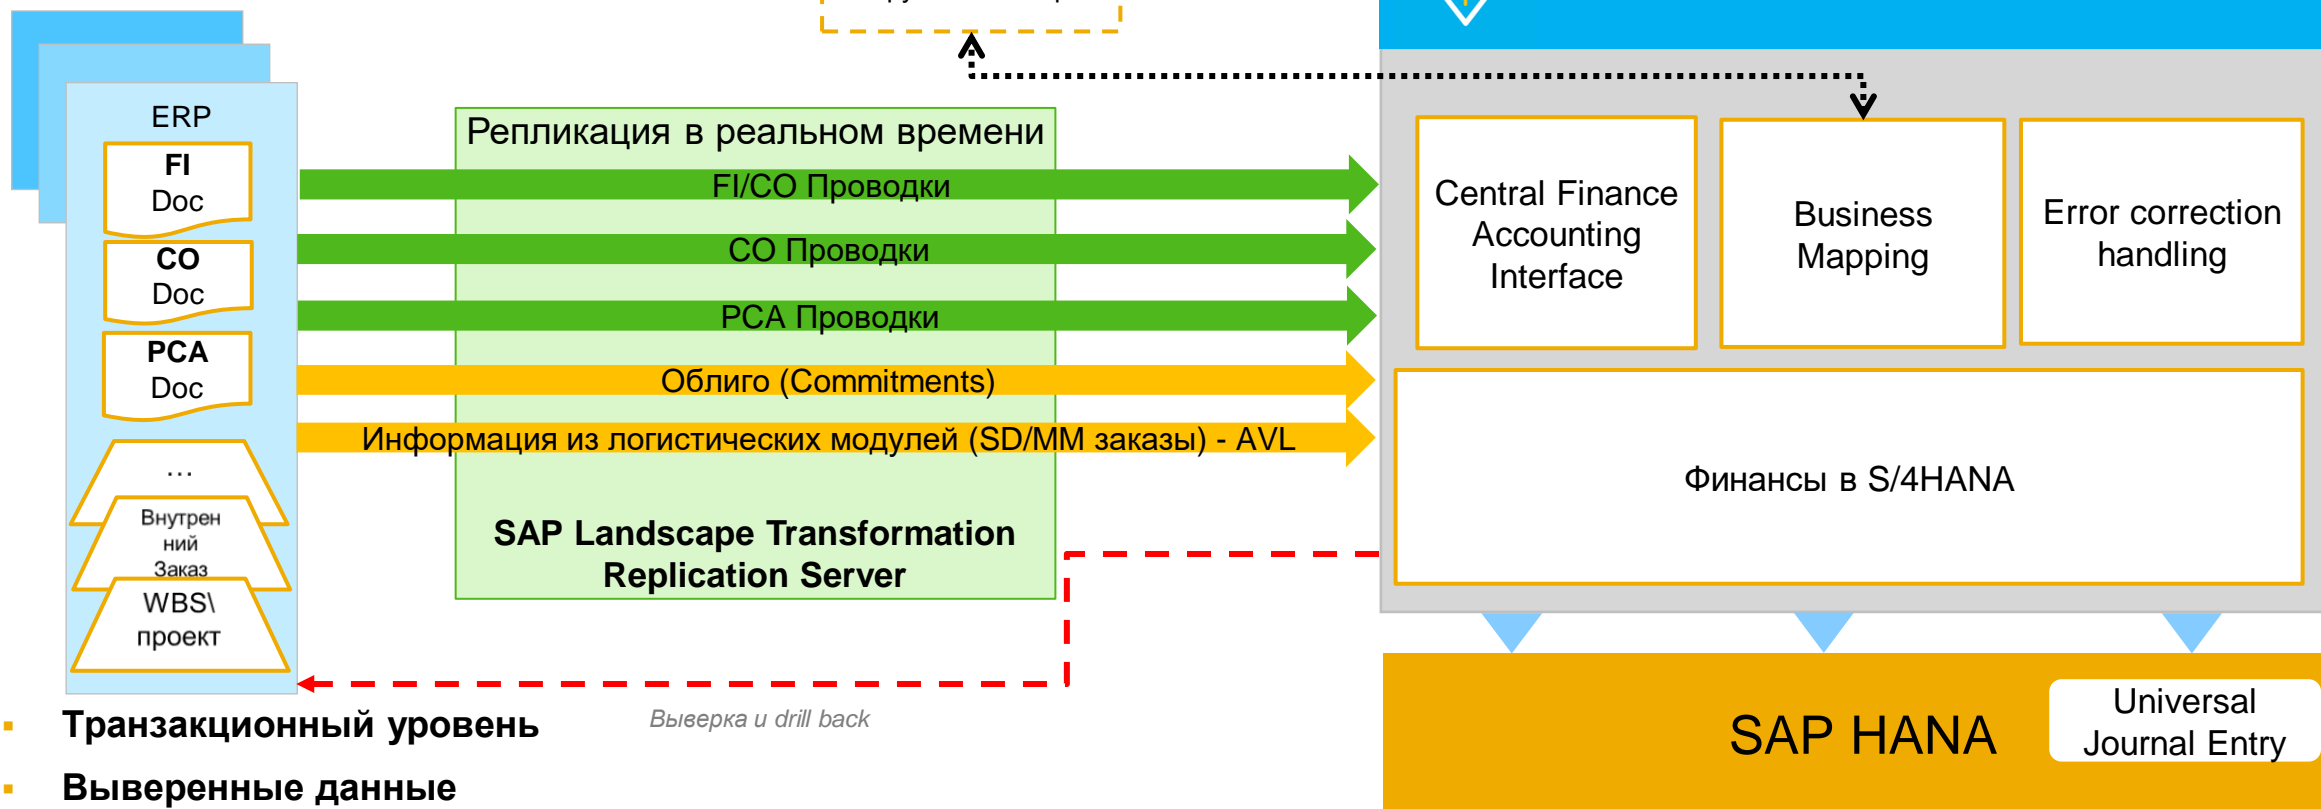 ERP
FI
Doc
CO
Doc
PCA
Doc
...
Внутрен
ний
Заказ
WBS\
проект
Репликация в реальном времени
FI/CO Проводки
CO Проводки
PCA Проводки
Облиго (Commitments)
Информация из логистических модулей (SD/MM заказы) - AVL
SAP Landscape Transformation
Replication Server
Central Finance
Accounting
Interface
Business
Mapping
Error correction
handling
Финансы в S/4HANA
SAP HANA
Universal
Journal Entry
Выверка и drill back
▪ Транзакционный уровень
▪ Выверенные данные